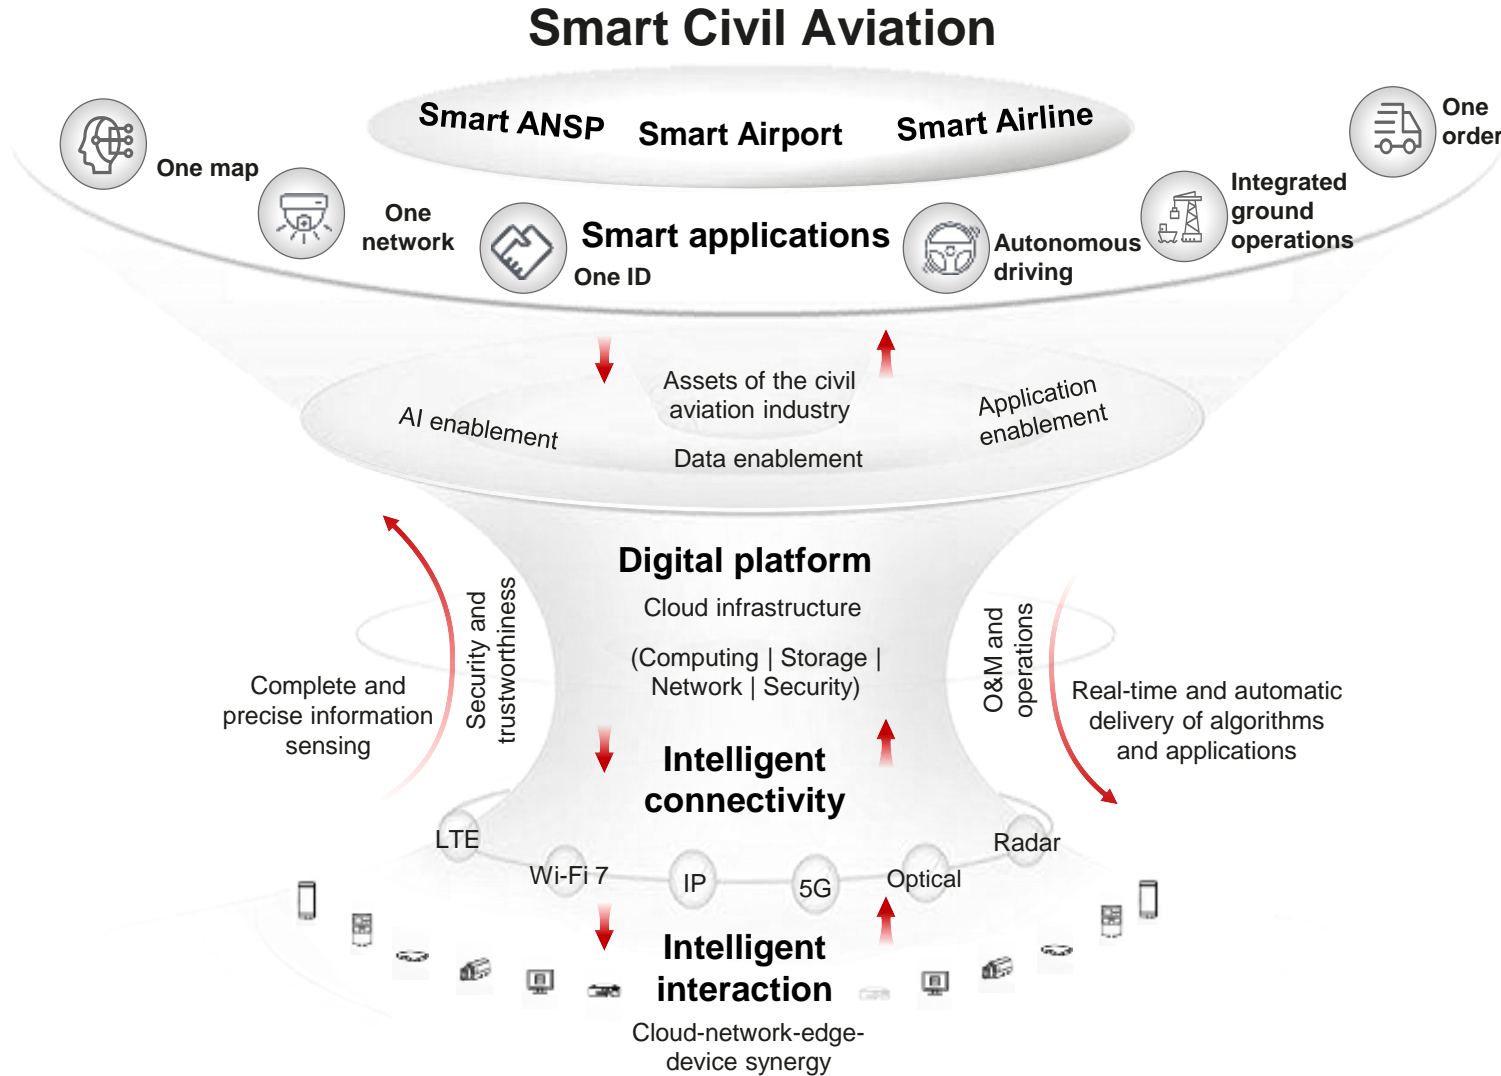 Smart Civil Aviation
Smart ANSP
Smart Airport
Smart Airline
One map
One
network
One ID
Smart applications
Autonomous
driving
Integrated
ground
operations
One
order
Assets of the civil
aviation industry
AI enablement
Data enablement
Application
enablement
Digital platform
Cloud infrastructure
(Computing | Storage |
Network | Security)
Security and
trustworthiness
O&M and
operations
Complete and
precise information
sensing
Real-time and automatic
delivery of algorithms
and applications
Intelligent
connectivity
LTE
Wi-Fi 7
IP
5G
Optical
Radar
Intelligent
interaction
Cloud-network-edge-
device synergy